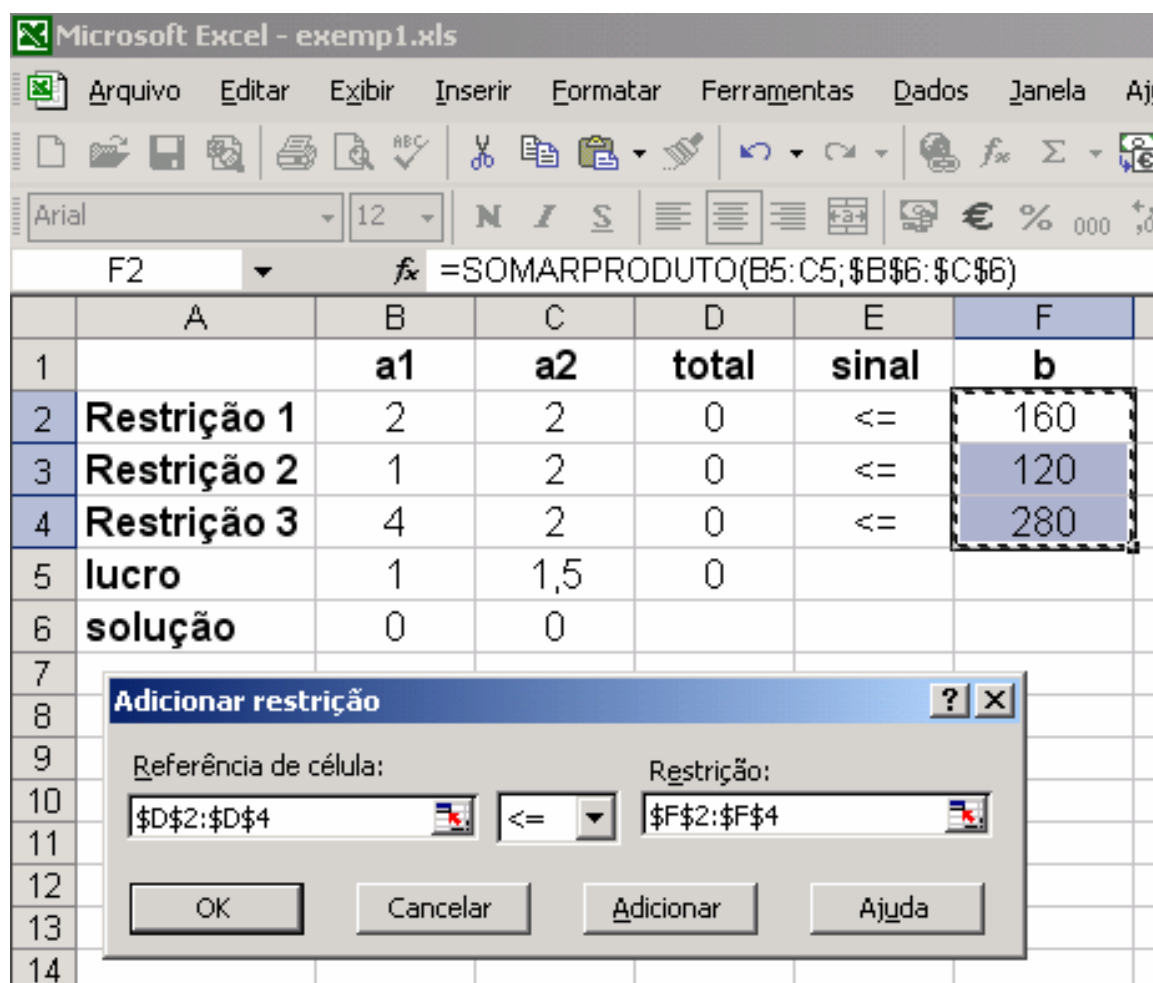 Microsoft Excel - exemp1.xls
Arquivo Editar Exibir Inserir Formatar Ferramentas Dados Janela Aj
ABC fx Σ
Arial 12 N I S € % 000
F2 fx =SOMARPRODUTO(B5:C5;$B$6:$C$6)
A B C D E F
1 a1 a2 total sinal b
2 Restrição 1 2 2 0 <= 160
3 Restrição 2 1 2 0 <= 120
4 Restrição 3 4 2 0 <= 280
5 lucro 1 1,5 0
6 solução 0 0
7
8 Adicionar restrição ? X
9 Referência de célula: Restrição:
10 $D$2:$D$4 <= $F$2:$F$4
11
12
13 OK Cancelar Adicionar Ajuda
14